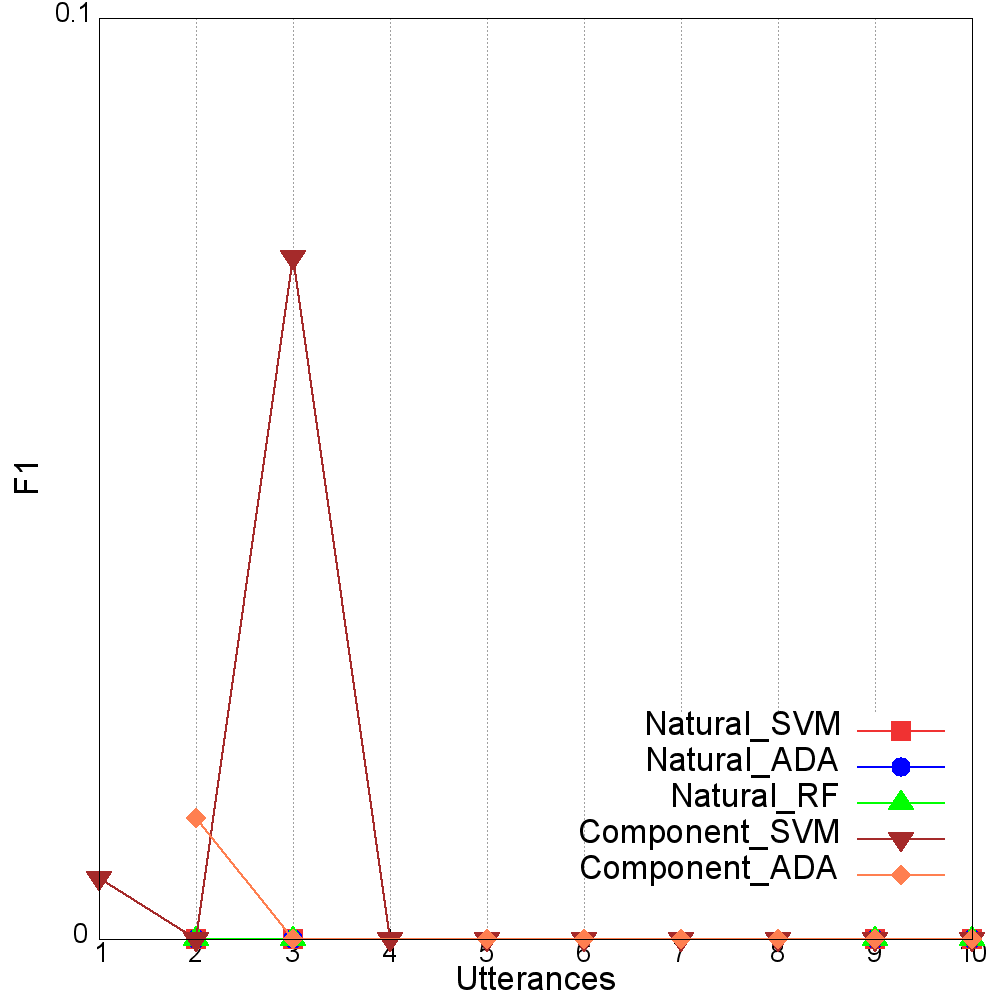 0.1
F1
Natural_SVM
Natural_ADA
Natural_RF
Component_SVM
Component_ADA
0
1 2 3 4 5 6 7 8 9 10
Utterances